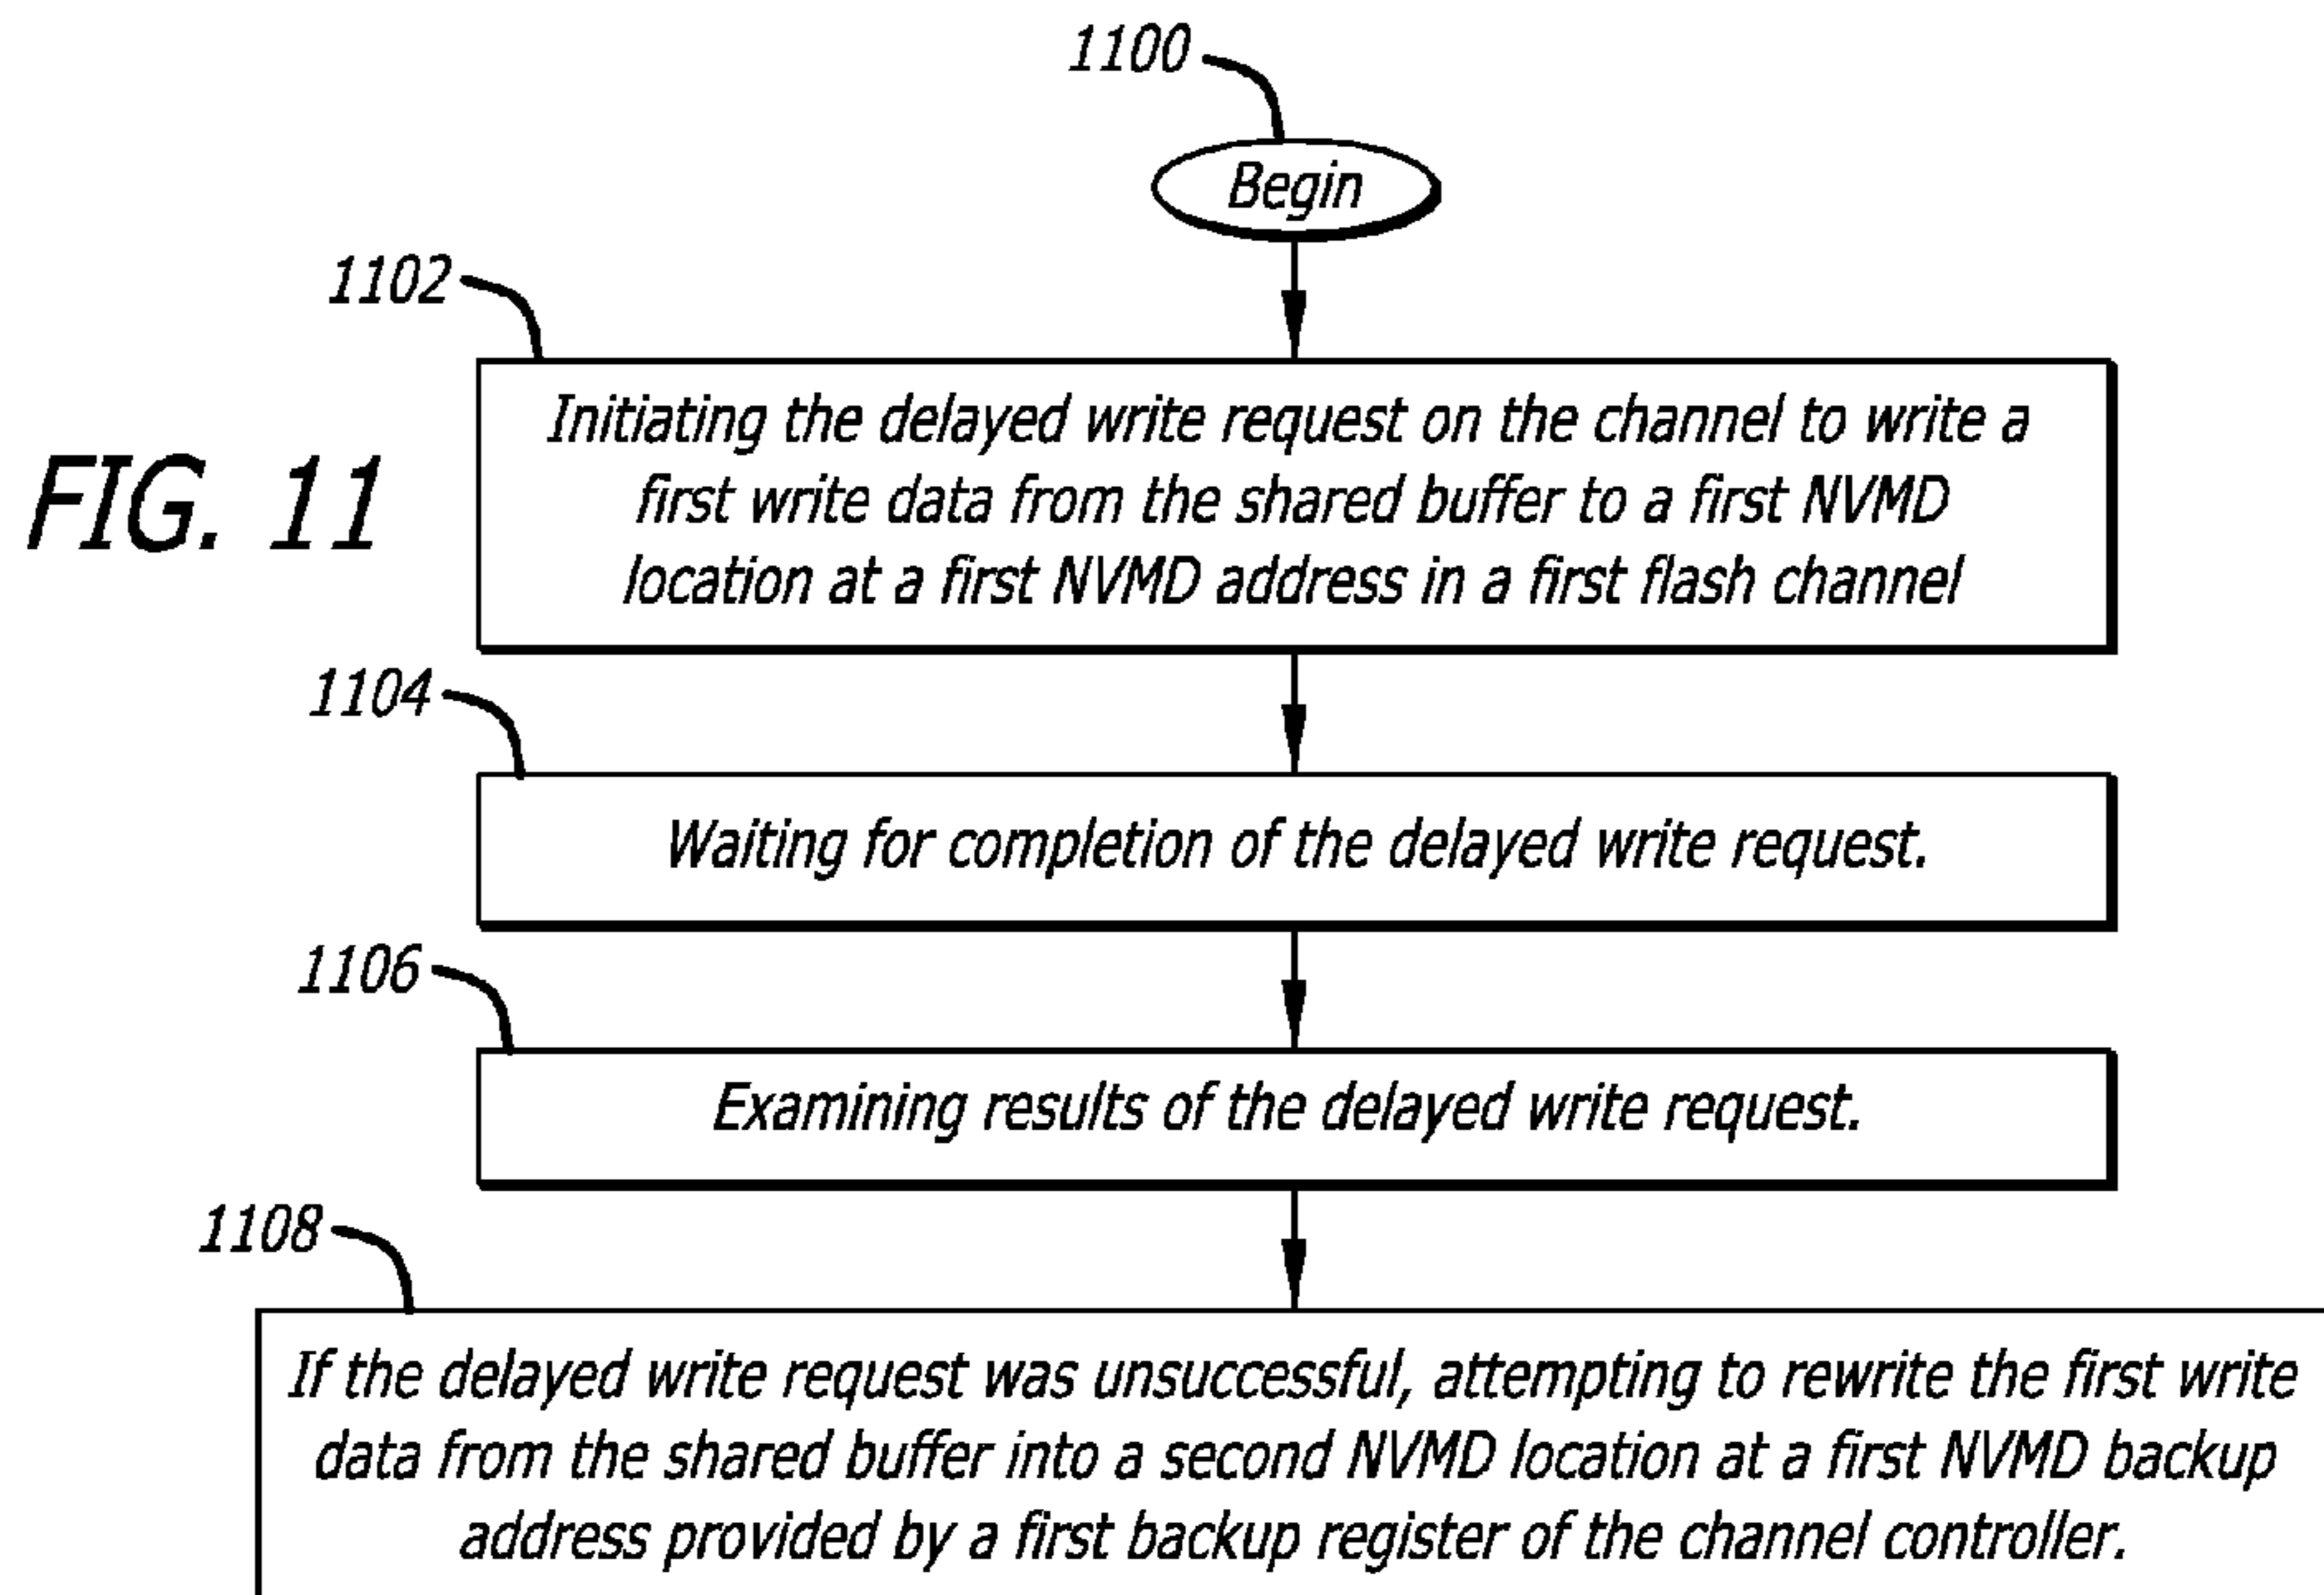 1100
Begin
1102
Initiating the delayed write request on the channel to write a
first write data from the shared buffer to a first NVMD
location at a first NVMD address in a first flash channel
FIG. 11
1104
Waiting for completion of the delayed write request.
1106
Examining results of the delayed write request.
1108
If the delayed write request was unsuccessful, attempting to rewrite the first write
data from the shared buffer into a second NVMD location at a first NVMD backup
address provided by a first backup register of the channel controller.